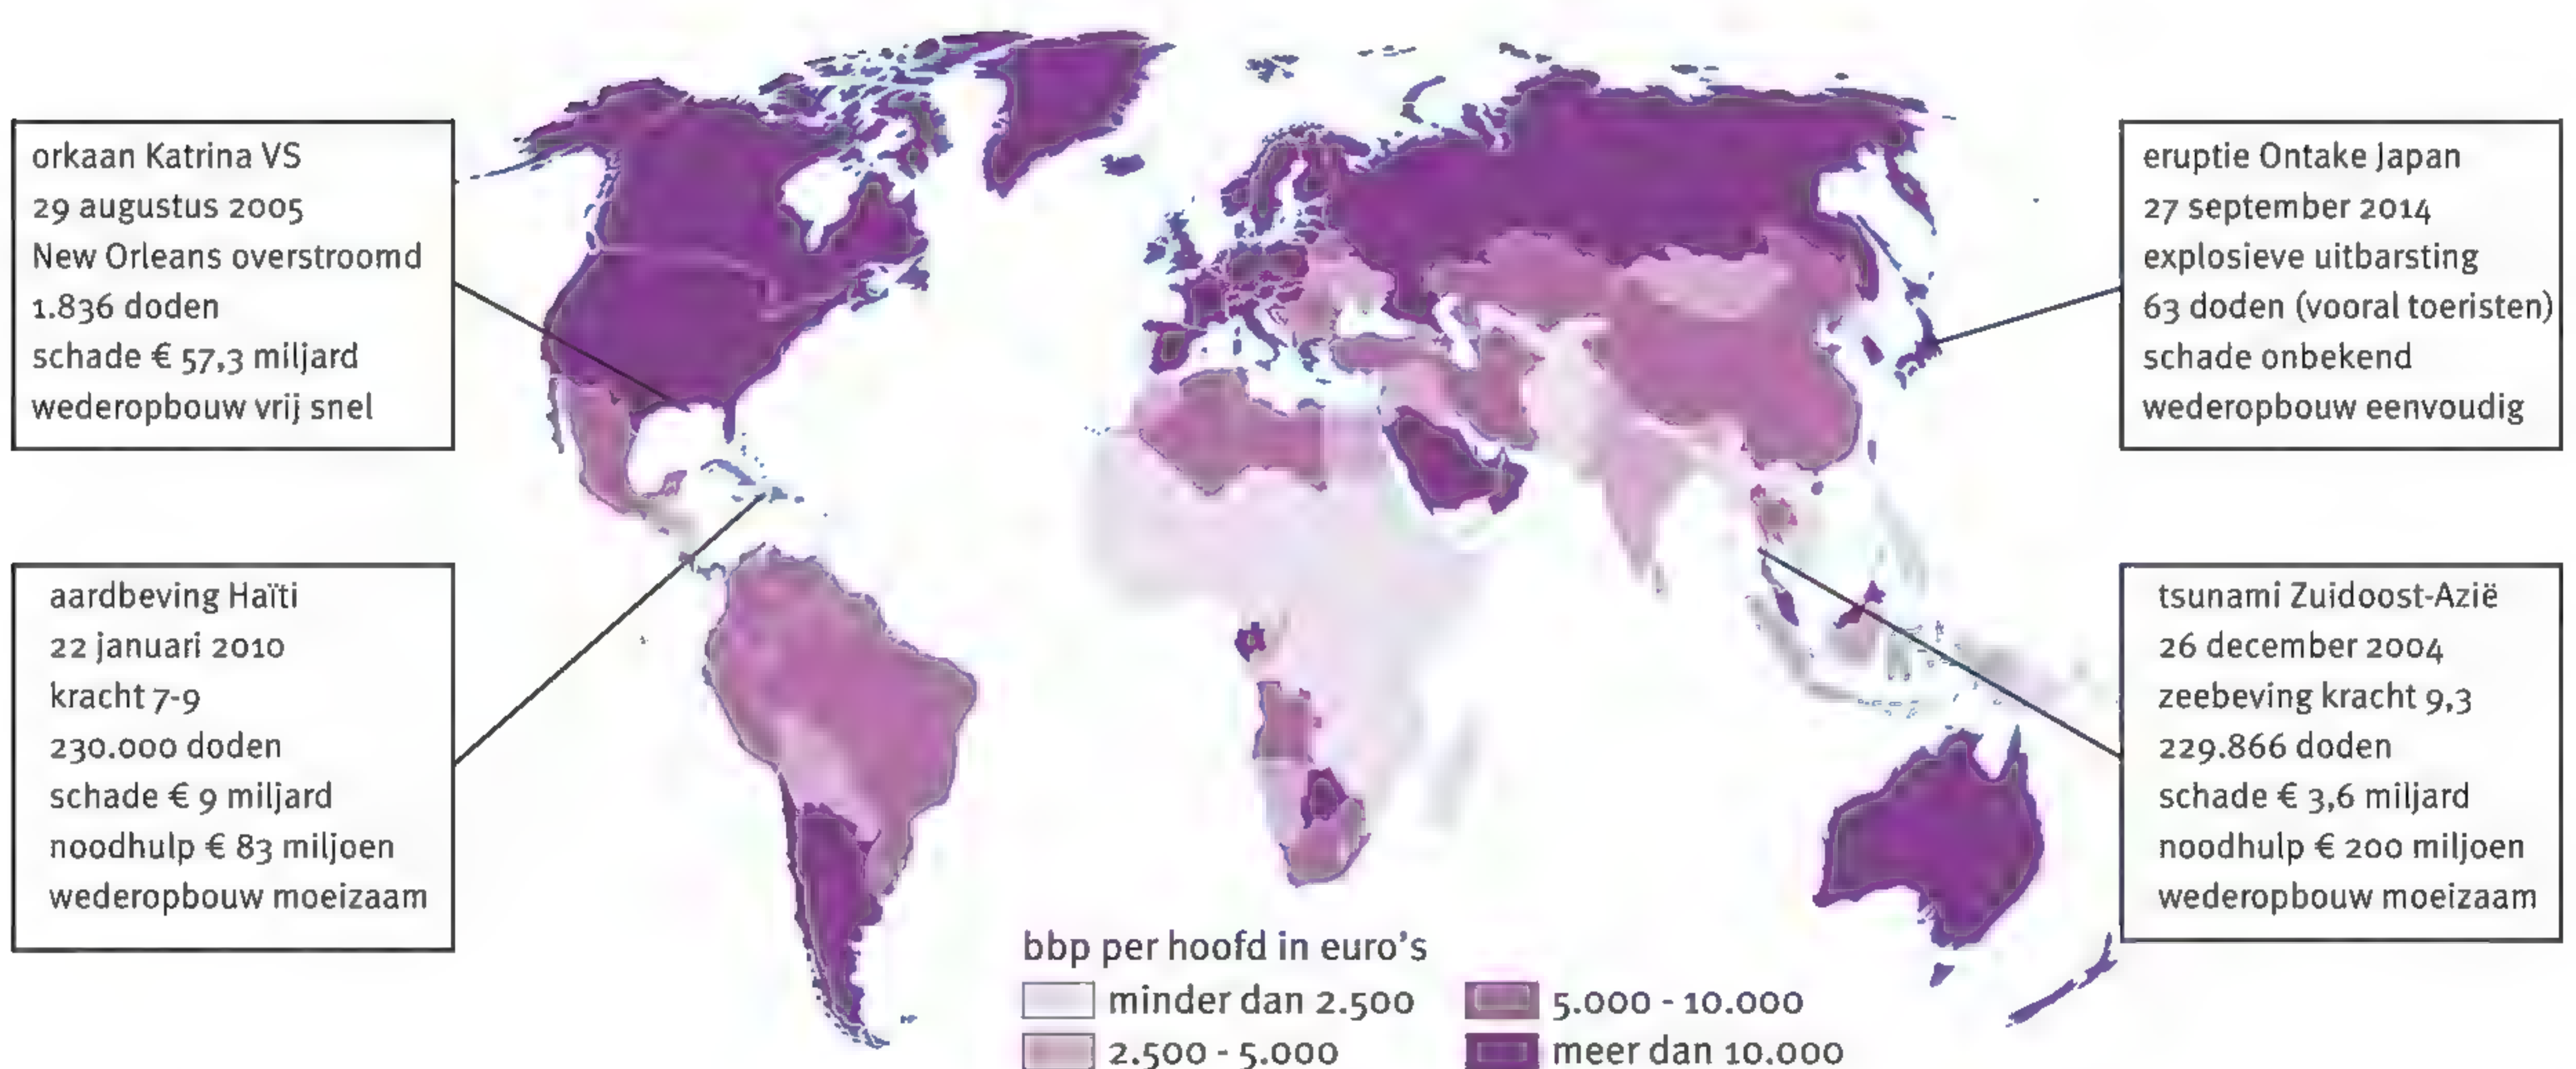 orkaan Katrina VS
29 augustus 2005
New Orleans overstroomd
1.836 doden
schade € 57,3 miljard
wederopbouw vrij snel
aardbeving Haïti
22 januari 2010
kracht 7-9
230.000 doden
schade € 9 miljard
noodhulp € 83 miljoen
wederopbouw moeizaam
eruptie Ontake Japan
27 september 2014
explosieve uitbarsting
63 doden (vooral toeristen)
schade onbekend
wederopbouw eenvoudig
tsunami Zuidoost-Azië
26 december 2004
zeebeving kracht 9,3
229.866 doden
schade € 3,6 miljard
noodhulp € 200 miljoen
wederopbouw moeizaam
bbp per hoofd in euro's
minder dan 2.500
2.500 - 5.000
5.000 - 10.000
meer dan 10.000